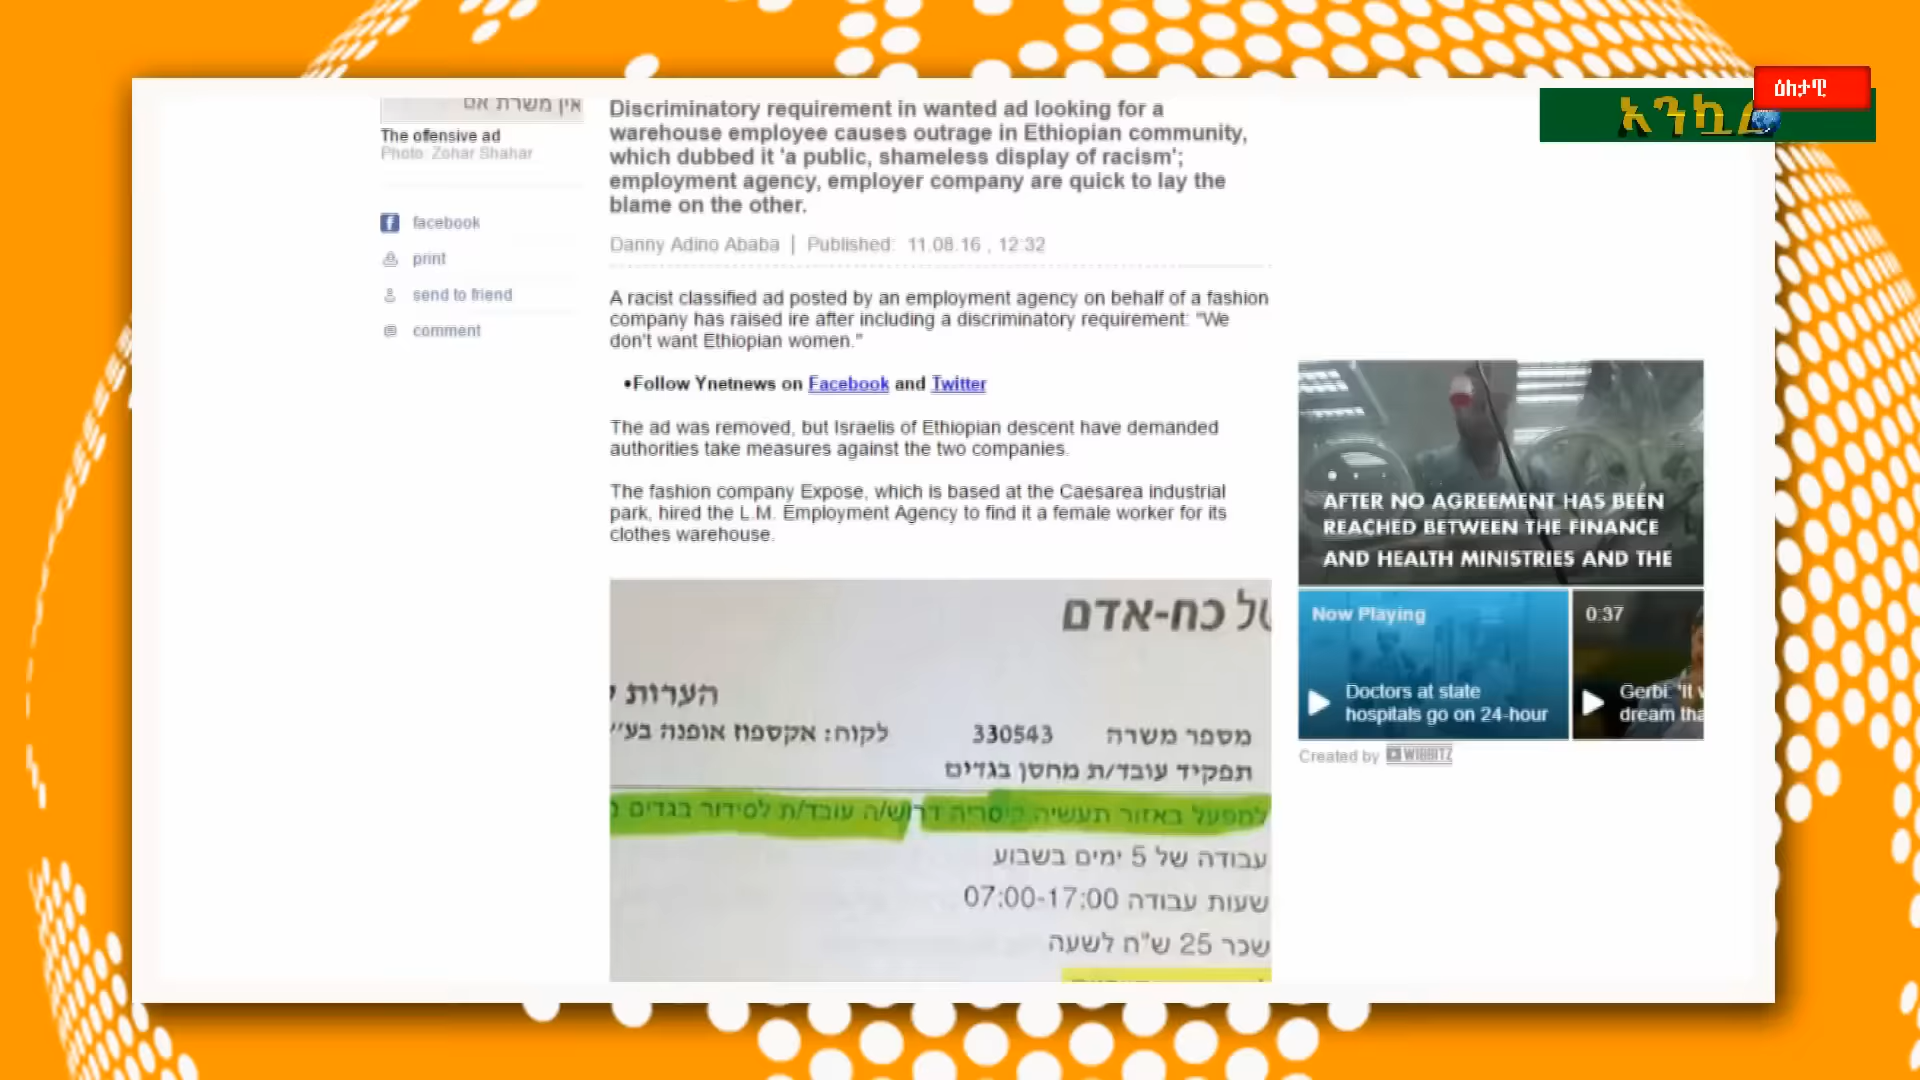 ዕለታዊ
አንኳር
אין משרת אם
The offensive ad
Photo: Zohar Shahar
facebook
print
send to friend
comment
Discriminatory requirement in wanted ad looking for a
warehouse employee causes outrage in Ethiopian community,
which dubbed it 'a public, shameless display of racism';
employment agency, employer company are quick to lay the
blame on the other.
Danny Adino Ababa | Published: 11.08.16 , 12:32
A racist classified ad posted by an employment agency on behalf of a fashion
company has raised ire after including a discriminatory requirement: "We
don't want Ethiopian women."
•Follow Ynetnews on Facebook and Twitter
The ad was removed, but Israelis of Ethiopian descent have demanded
authorities take measures against the two companies.
The fashion company Expose, which is based at the Caesarea industrial
park, hired the L.M. Employment Agency to find it a female worker for its
clothes warehouse.
של כח-אדם
הערות
מספר משרה 330543 לקוח: אקספוז אופנה בע''
תפקיד עובד/ת מחסן בגדים
למפעל באזור תעשיה קיסריה דרוש/ה עובד/ת לסידור בגדים
עבודה של 5 ימים בשבוע
שעות עבודה 07:00-17:00
שכר 25 ש"ח לשעה
AFTER NO AGREEMENT HAS BEEN
REACHED BETWEEN THE FINANCE
AND HEALTH MINISTRIES AND THE
Now Playing
Doctors at state
hospitals go on 24-hour
0:37
Gerbi: 'It w
dream tha
Created by WIBBITZ